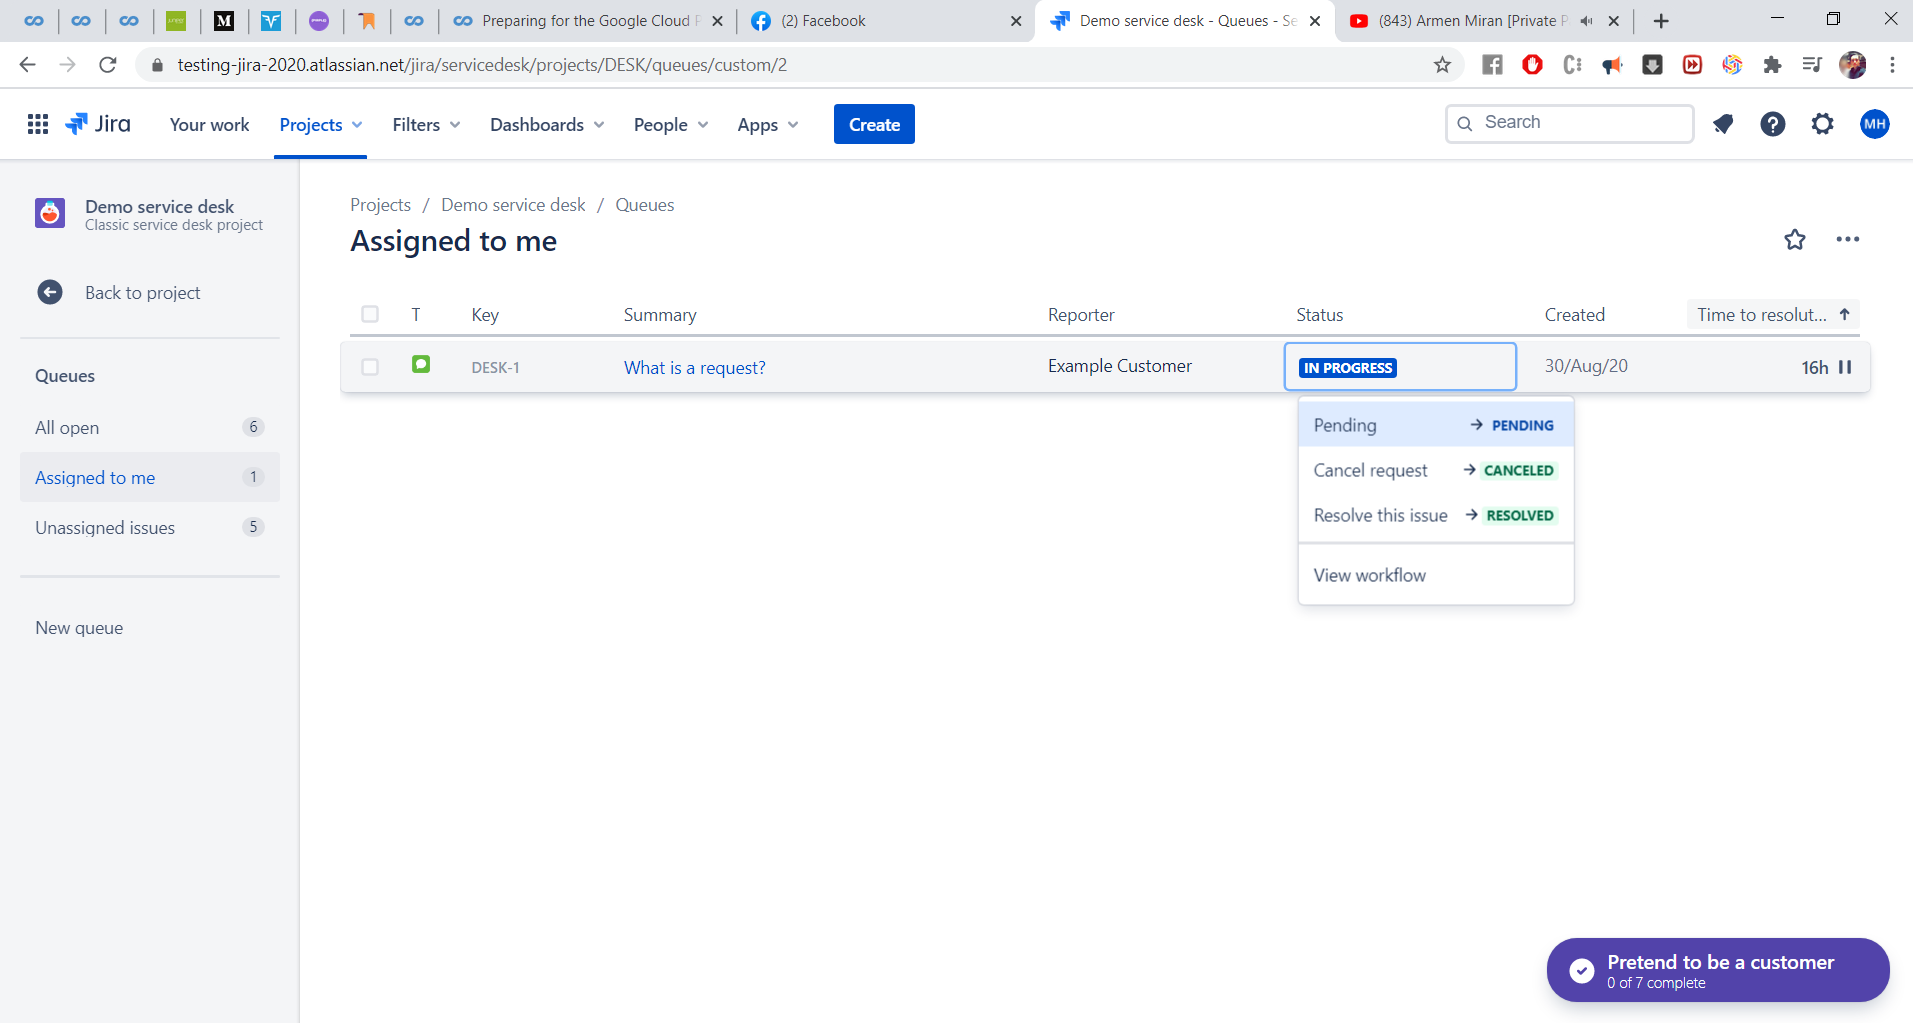 Preparing for the Google Cloud P
(2) Facebook
Demo service desk - Queues - Se
(843) Armen Miran [Private P
testing-jira-2020.atlassian.net/jira/servicedesk/projects/DESK/queues/custom/2
Jira
Your work
Projects
Filters
Dashboards
People
Apps
Create
Search
MH
Demo service desk
Classic service desk project
Back to project
Queues
All open 6
Assigned to me 1
Unassigned issues 5
New queue
Projects / Demo service desk / Queues
Assigned to me
T Key Summary Reporter Status Created Time to resolut...
DESK-1 What is a request? Example Customer IN PROGRESS 30/Aug/20 16h
Pending → PENDING
Cancel request → CANCELED
Resolve this issue → RESOLVED
View workflow
Pretend to be a customer
0 of 7 complete